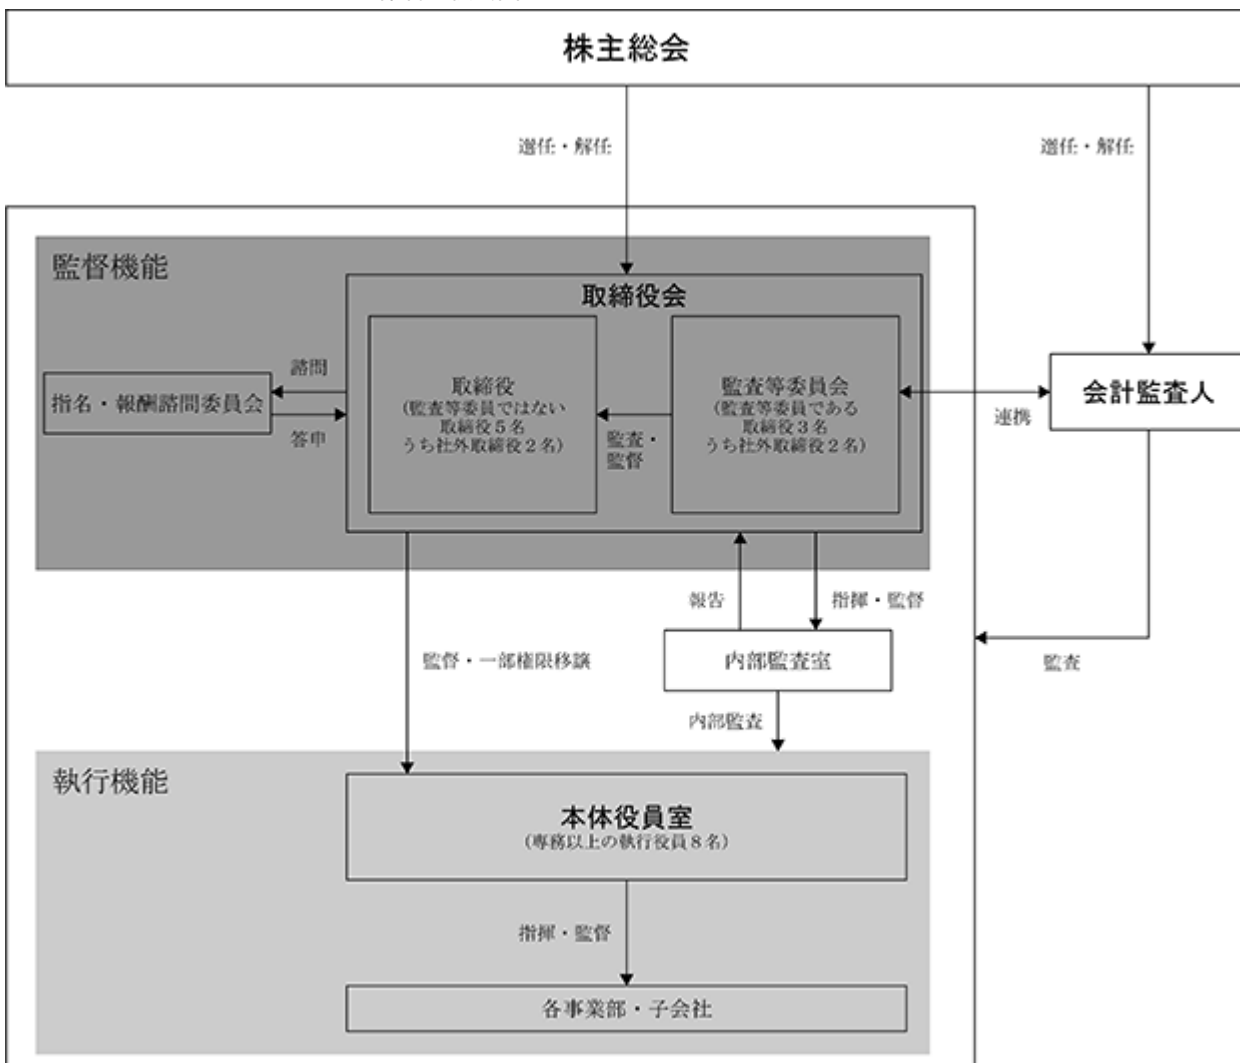 株主総会
選任・解任
選任・解任
監督機能
取締役会
諮問
指名・報酬諮問委員会
答申
取締役
(監査等委員ではない
取締役5名
うち社外取締役2名)
監査・
監督
監査等委員会
(監査等委員である
取締役3名
うち社外取締役2名)
連携
会計監査人
報告
指揮・監督
監督・一部権限移譲
内部監査室
監査
内部監査
執行機能
本体役員室
(専務以上の執行役員8名)
指揮・監督
各事業部・子会社